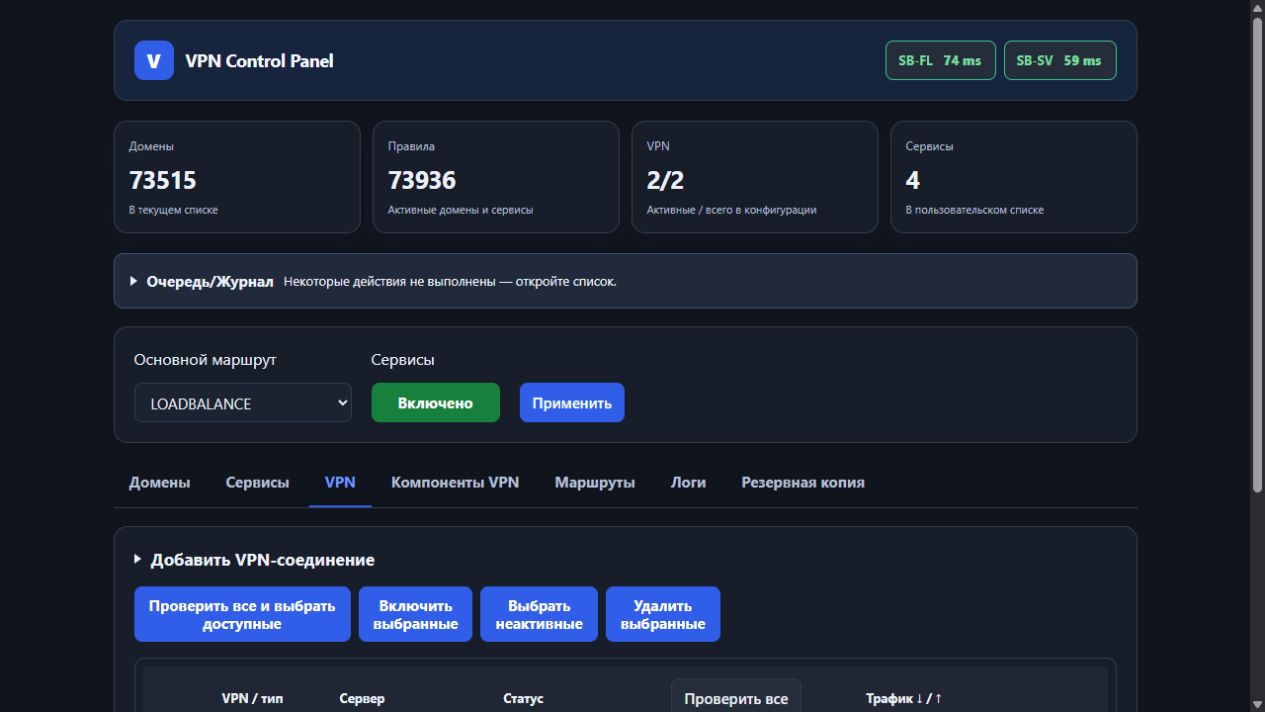 V VPN Control Panel SB-FL 74 ms SB-SV 59 ms
Домены Правила VPN Сервисы
73515 73936 2/2 4
В текущем списке Активные домены и сервисы Активные / всего в конфигурации В пользовательском списке
Очередь/Журнал Некоторые действия не выполнены — откройте список.
Основной маршрут Сервисы
LOADBALANCE Включено Применить
Домены Сервисы VPN Компоненты VPN Маршруты Логи Резервная копия
Добавить VPN-соединение
Проверить все и выбрать доступные
Включить выбранные
Выбрать неактивные
Удалить выбранные
VPN / тип Сервер Статус Проверить все Трафик ↓ / ↑